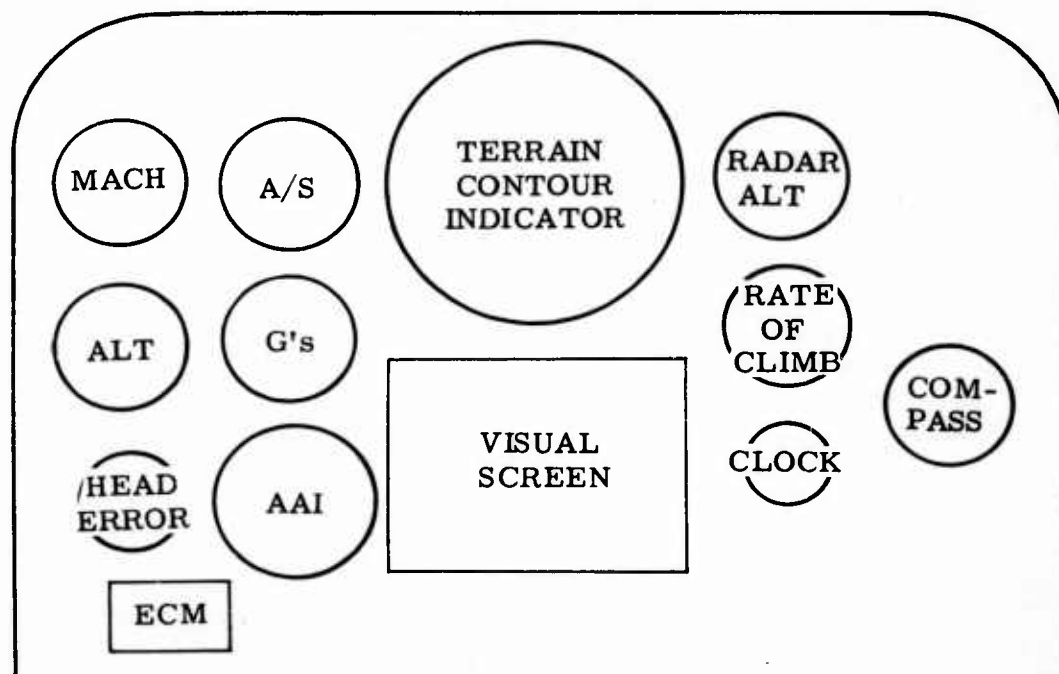 MACH
A/S
TERRAIN
CONTOUR
INDICATOR
RADAR
ALT
ALT
G's
RATE
OF
CLIMB
COM-
PASS
HEAD
ERROR
AAI
VISUAL
SCREEN
CLOCK
ECM